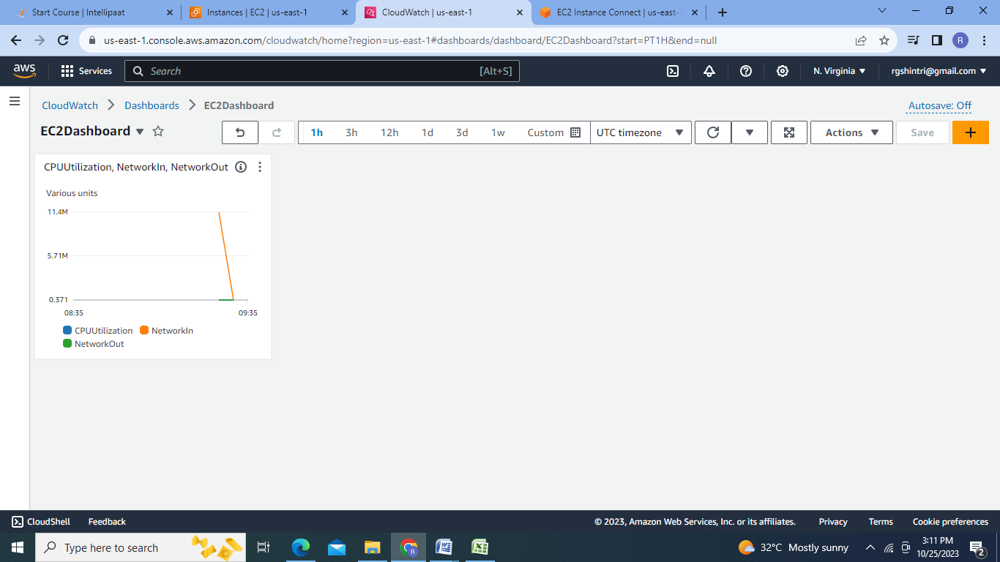 Start Course | Intellipaat
Instances | EC2 | us-east-1
CloudWatch | us-east-1
EC2 Instance Connect | us-east-
us-east-1.console.aws.amazon.com/cloudwatch/home?region=us-east-1#dashboards/dashboard/EC2Dashboard?start=PT1H&end=null
R
aws
Services
Search
[Alt+S]
N. Virginia
rgshintri@gmail.com
CloudWatch
Dashboards
EC2Dashboard
Autosave: Off
EC2Dashboard
1h
3h
12h
1d
3d
1w
Custom
UTC timezone
Actions
Save
CPUUtilization, NetworkIn, NetworkOut
Various units
11.4M
5.71M
0.371
08:35
09:35
CPUUtilization
NetworkIn
NetworkOut
CloudShell
Feedback
© 2023, Amazon Web Services, Inc. or its affiliates.
Privacy
Terms
Cookie preferences
Type here to search
R
32°C Mostly sunny
3:11 PM
10/25/2023
2